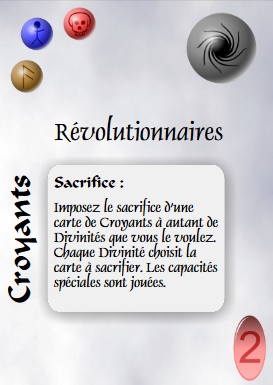 Révolutionnaires
Croyants
Sacrifice :
Imposez le sacrifice d'une
carte de Croyants à autant de
Divinités que vous le voulez.
Chaque Divinité choisit la
carte à sacrifier. Les capacités
spéciales sont jouées.
2